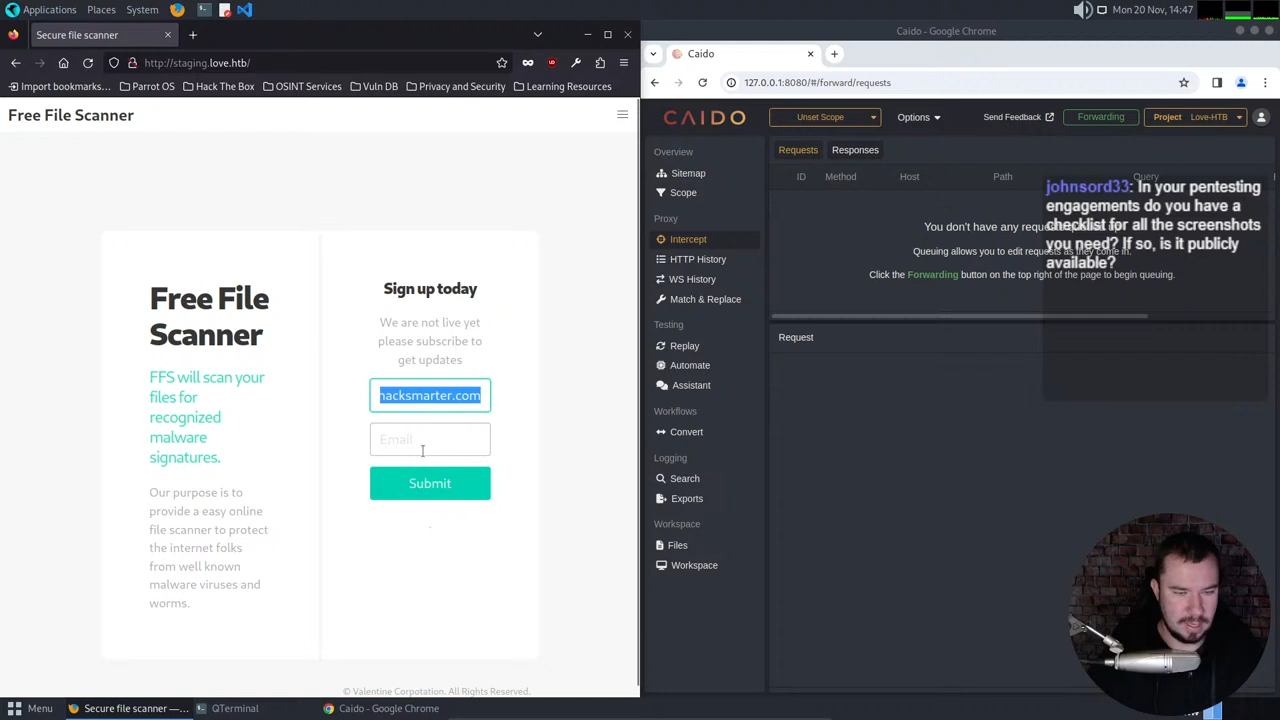 Applications Places System
Mon 20 Nov, 14:47
Secure file scanner
Caido - Google Chrome
http://staging.love.htb/
Caido
Import bookmarks... Parrot OS Hack The Box OSINT Services Vuln DB Privacy and Security Learning Resources
127.0.0.1:8080/#/forward/requests
Free File Scanner
CAIDO
Unset Scope
Options
Send Feedback
Forwarding
Project Love-HTB
Overview
Sitemap
Scope
Proxy
Intercept
HTTP History
WS History
Match & Replace
Testing
Replay
Automate
Assistant
Workflows
Convert
Logging
Search
Exports
Workspace
Files
Workspace
Requests Responses
ID Method Host Path Query
You don't have any requests
Queuing allows you to edit requests as they come in.
Click the Forwarding button on the top right of the page to begin queuing.
Request
johnsord33: In your pentesting
engagements do you have a
checklist for all the screenshots
you need? If so, is it publicly
available?
Free File
Scanner
FFS will scan your
files for
recognized
malware
signatures.
Our purpose is to
provide a easy online
file scanner to protect
the internet folks
from well known
malware viruses and
worms.
Sign up today
We are not live yet
please subscribe to
get updates
hacksmarter.com
Email
Submit
© Valentine Corpotation. All Rights Reserved.
Menu
Secure file scanner —...
QTerminal
Caido - Google Chrome